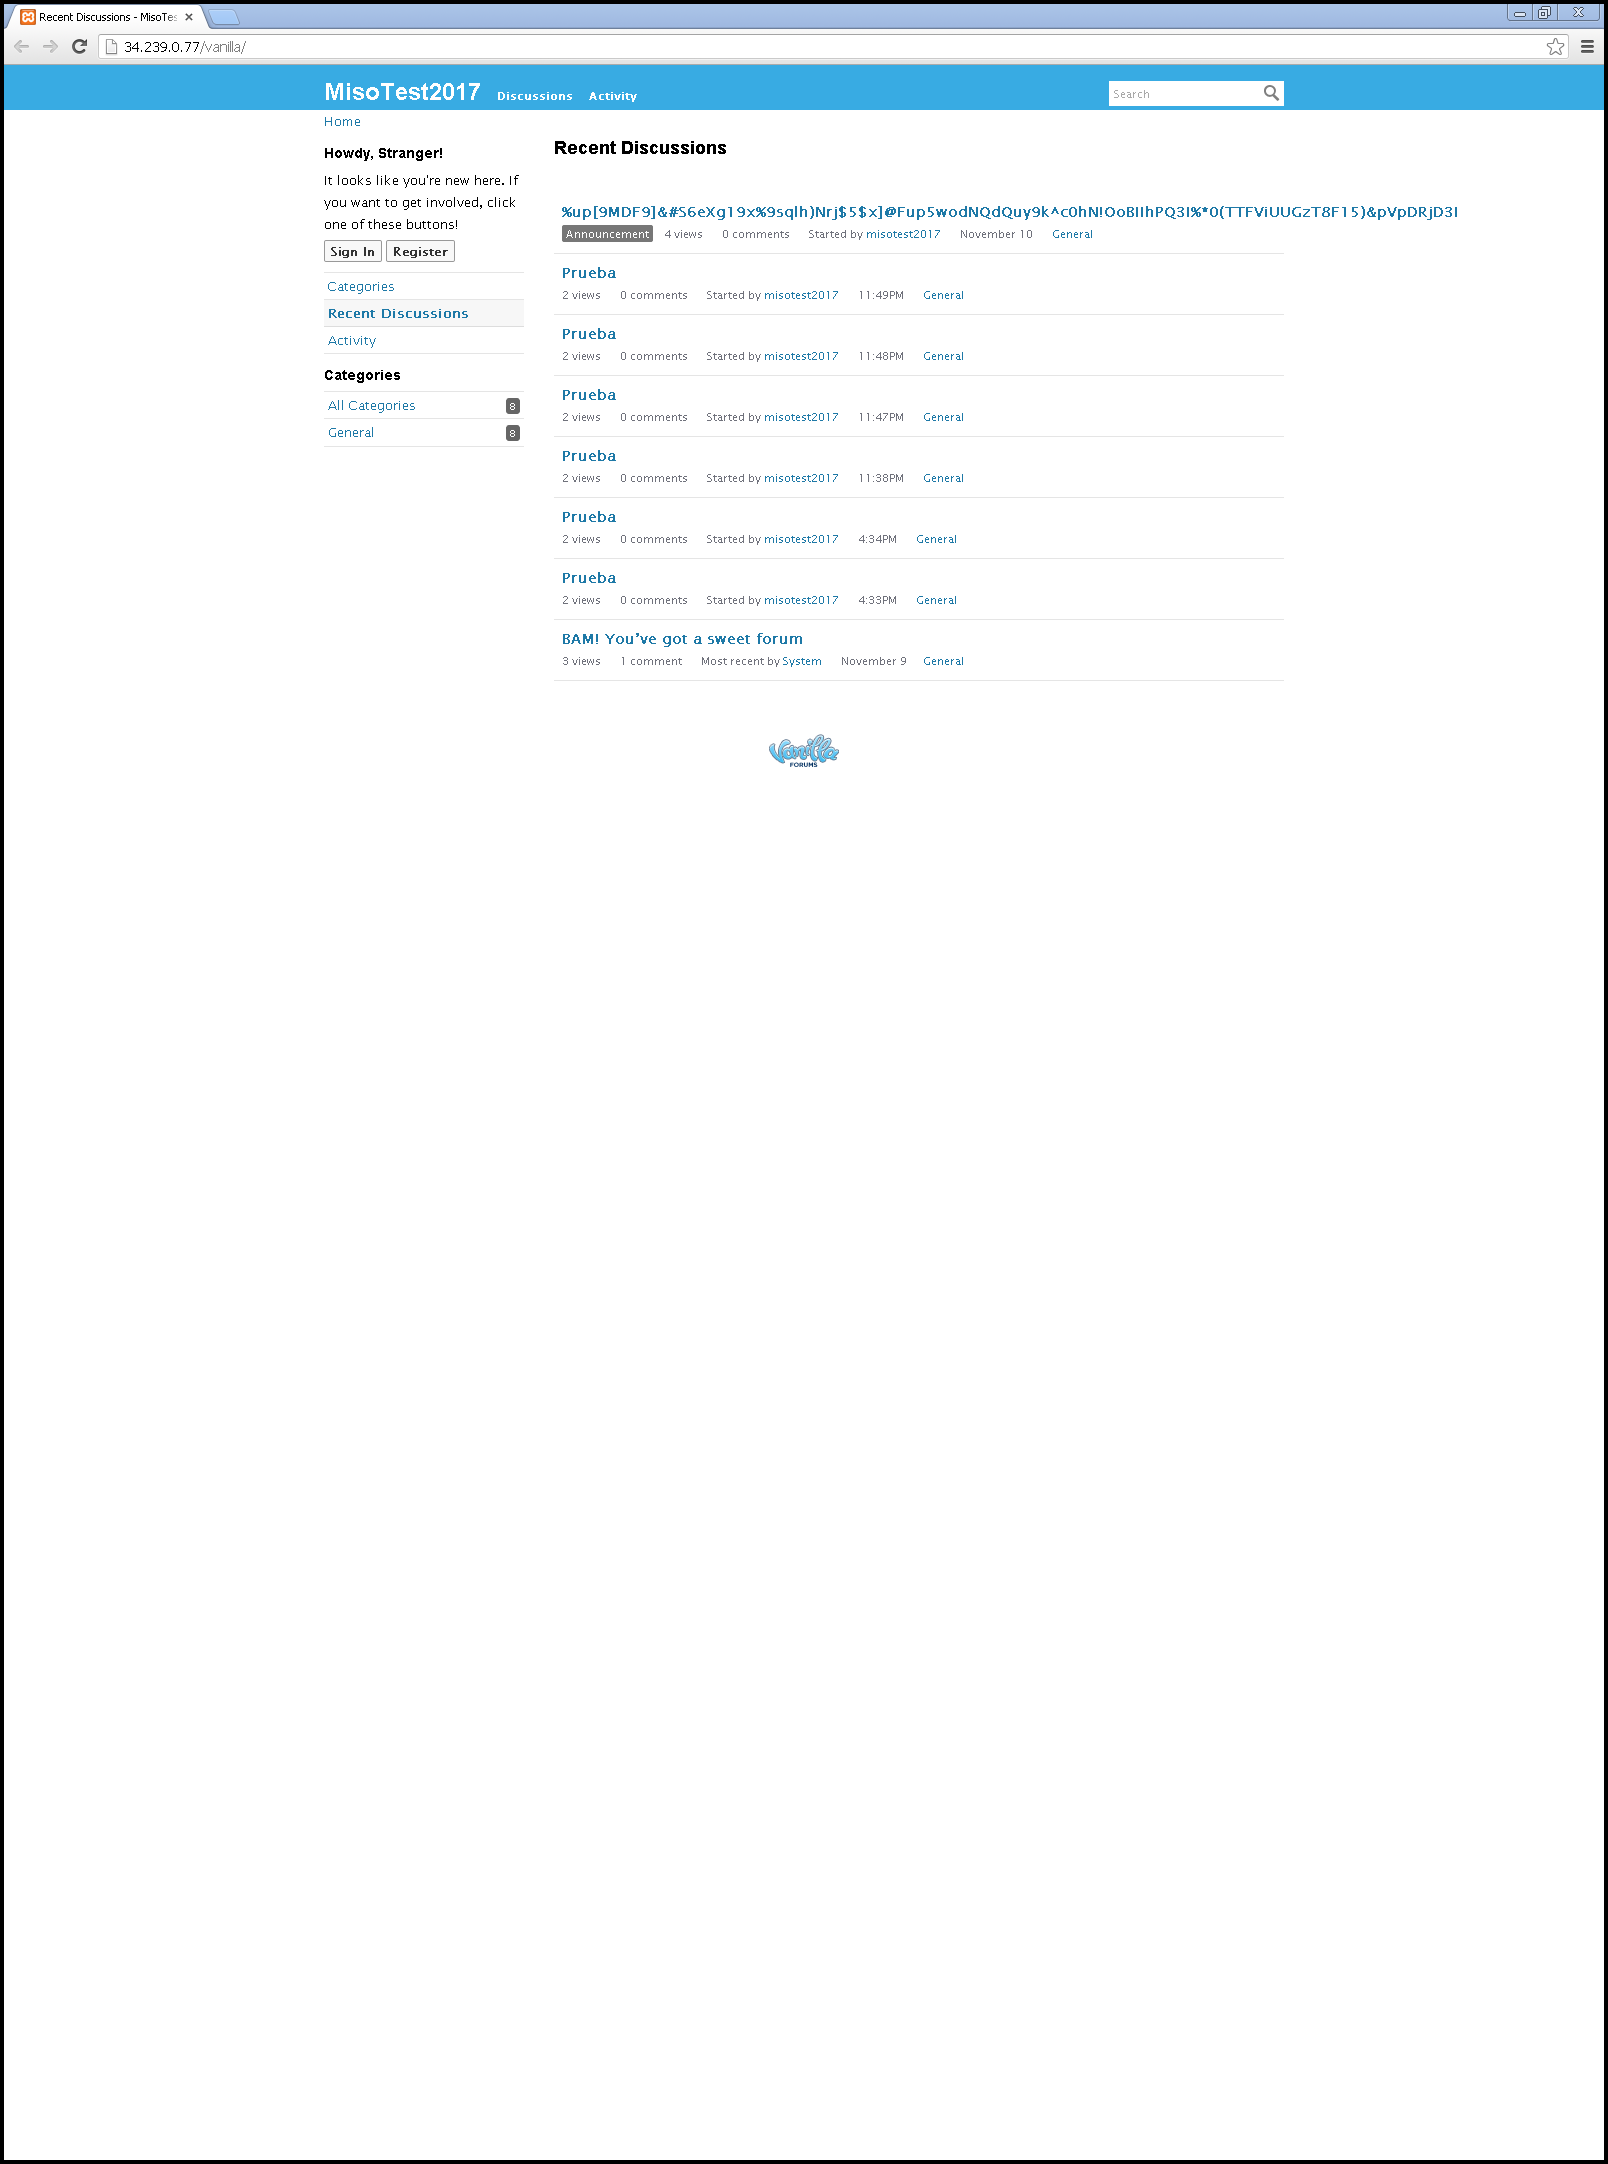 Recent Discussions - MisoTes
34.239.0.77/vanilla/
MisoTest2017 Discussions Activity
Search
Home
Howdy, Stranger!
It looks like you're new here. If
you want to get involved, click
one of these buttons!
Sign In Register
Categories
Recent Discussions
Activity
Categories
All Categories 8
General 8
Recent Discussions
%up[9MDF9]&#S6eXg19x%9sqlh)Nrj$5$x]@Fup5wodNQdQuy9k^c0hN!OoBIIhPQ3I%*0(TTFViUUGzT8F15)&pVpDRjD3I
Announcement 4 views 0 comments Started by misotest2017 November 10 General
Prueba
2 views 0 comments Started by misotest2017 11:49PM General
Prueba
2 views 0 comments Started by misotest2017 11:48PM General
Prueba
2 views 0 comments Started by misotest2017 11:47PM General
Prueba
2 views 0 comments Started by misotest2017 11:38PM General
Prueba
2 views 0 comments Started by misotest2017 4:34PM General
Prueba
2 views 0 comments Started by misotest2017 4:33PM General
BAM! You’ve got a sweet forum
3 views 1 comment Most recent by System November 9 General
Vanilla
FORUMS